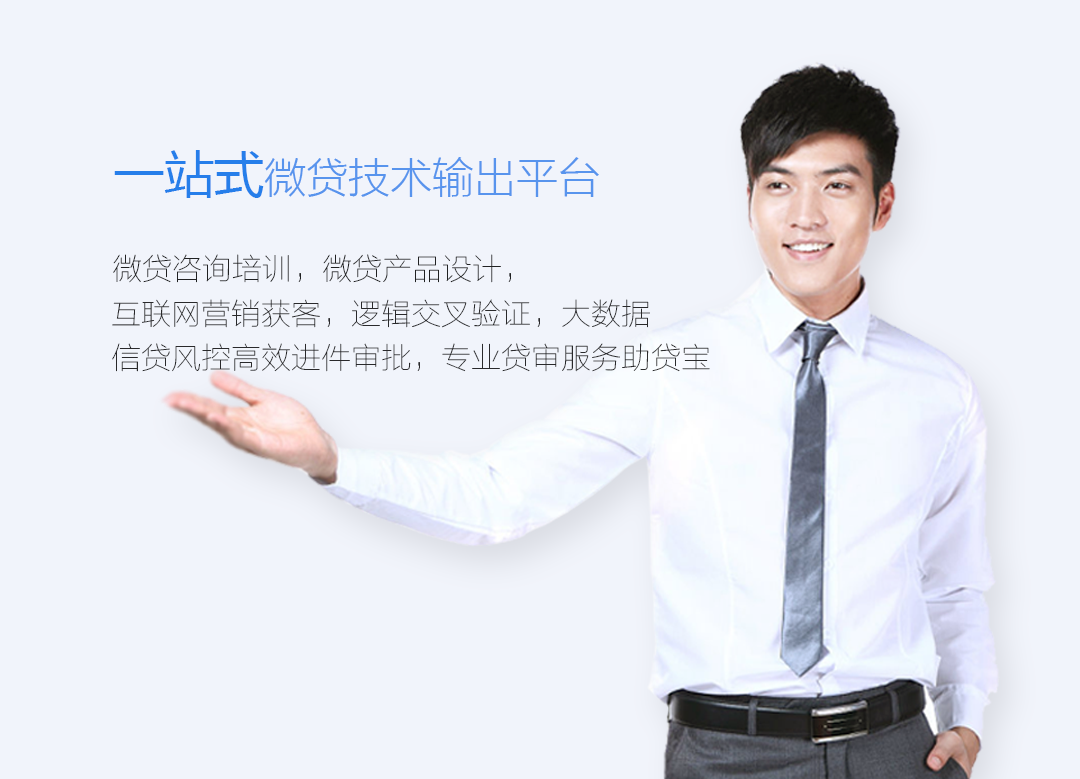 一站式微贷技术输出平台
微贷咨询培训，微贷产品设计，
互联网营销获客，逻辑交叉验证，大数据
信贷风控高效进件审批，专业贷审服务助贷宝